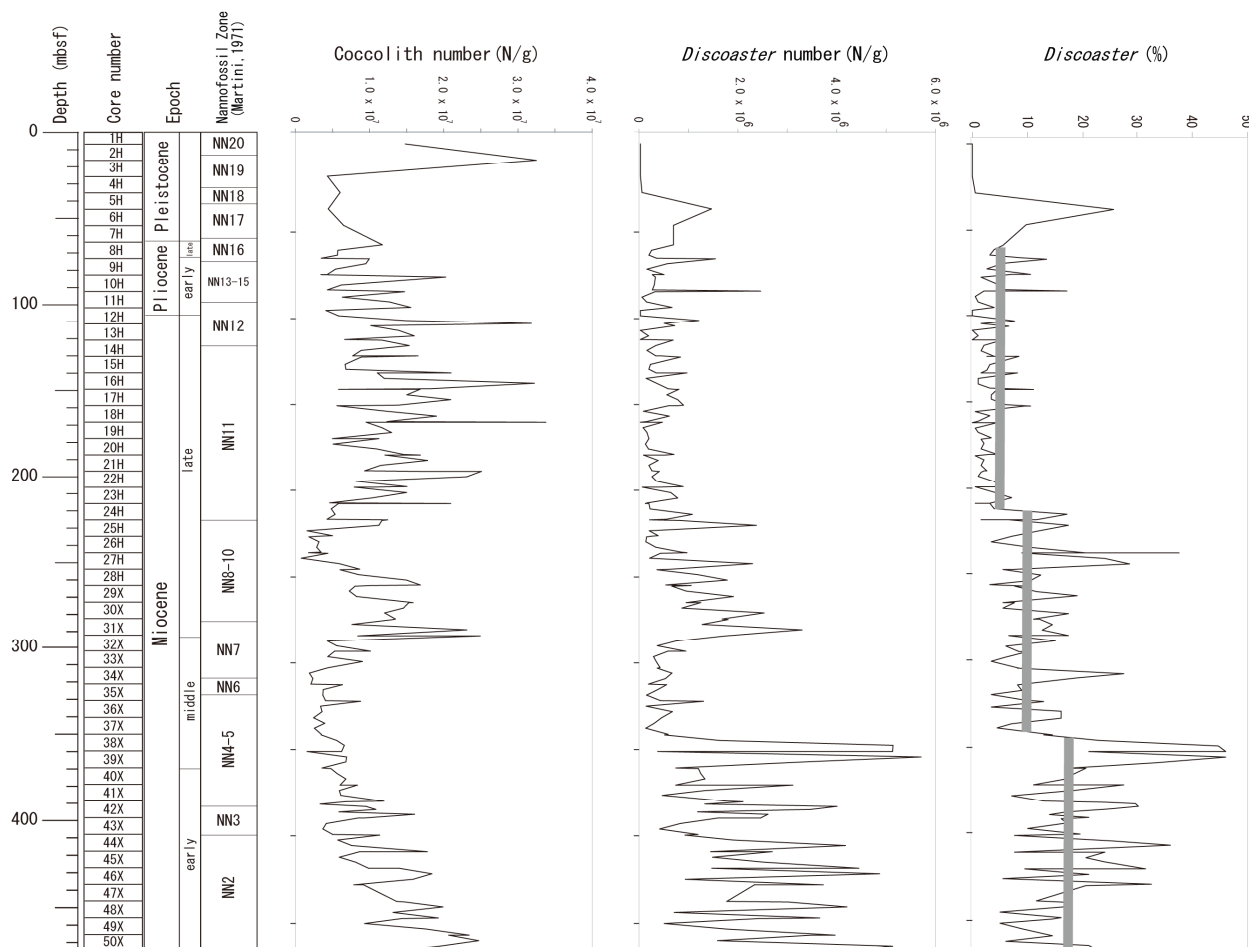 Depth (mbsf)
Core number
Epoch
Nannofossil Zone
(Martini, 1971)
Coccolith number (N/g)
Discoaster number (N/g)
Discoaster (%)
0
1.0 x 10⁷
2.0 x 10⁷
3.0 x 10⁷
4.0 x 10⁷
0
2.0 x 10⁶
4.0 x 10⁶
6.0 x 10⁶
0
10
20
30
40
50
0
100
200
300
400
1H
2H
3H
4H
5H
6H
7H
8H
9H
10H
11H
12H
13H
14H
15H
16H
17H
18H
19H
20H
21H
22H
23H
24H
25H
26H
27H
28H
29X
30X
31X
32X
33X
34X
35X
36X
37X
38X
39X
40X
41X
42X
43X
44X
45X
46X
47X
48X
49X
50X
Pleistocene
Pliocene
Miocene
late
early
late
middle
early
NN20
NN19
NN18
NN17
NN16
NN13-15
NN12
NN11
NN8-10
NN7
NN6
NN4-5
NN3
NN2